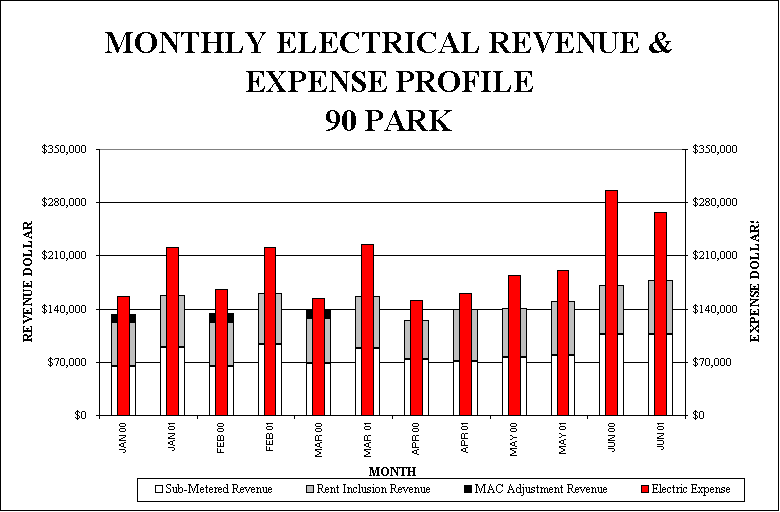 MONTHLY ELECTRICAL REVENUE &
EXPENSE PROFILE
90 PARK
$350,000
$280,000
$210,000
$140,000
$70,000
$0
REVENUE DOLLAR
$350,000
$280,000
$210,000
$140,000
$70,000
$0
EXPENSE DOLLAR!
JAN 00
JAN 01
FEB 00
FEB 01
MAR 00
MAR 01
APR 00
APR 01
MAY 00
MAY 01
JUN 00
JUN 01
MONTH
Sub-Metered Revenue
Rent Inclusion Revenue
MAC Adjustment Revenue
Electric Expense